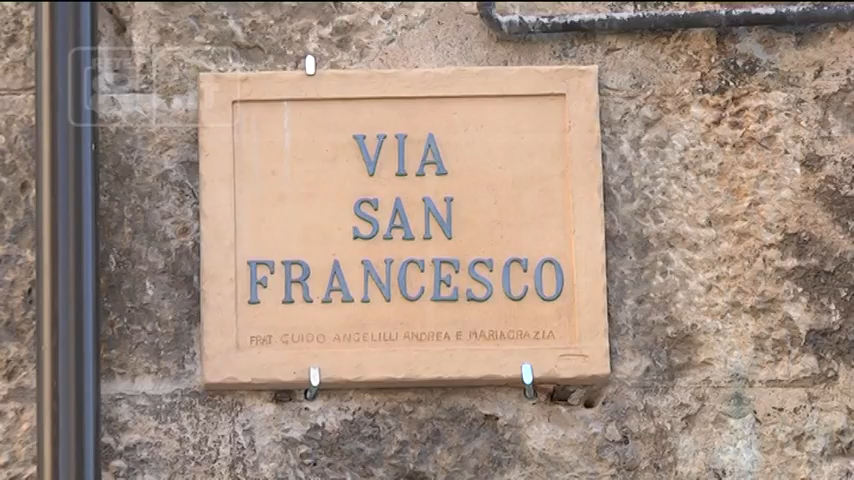 VIA
SAN
FRANCESCO
FRAT. GUIDO ANGELILLI ANDREA E MARIAGRAZIA